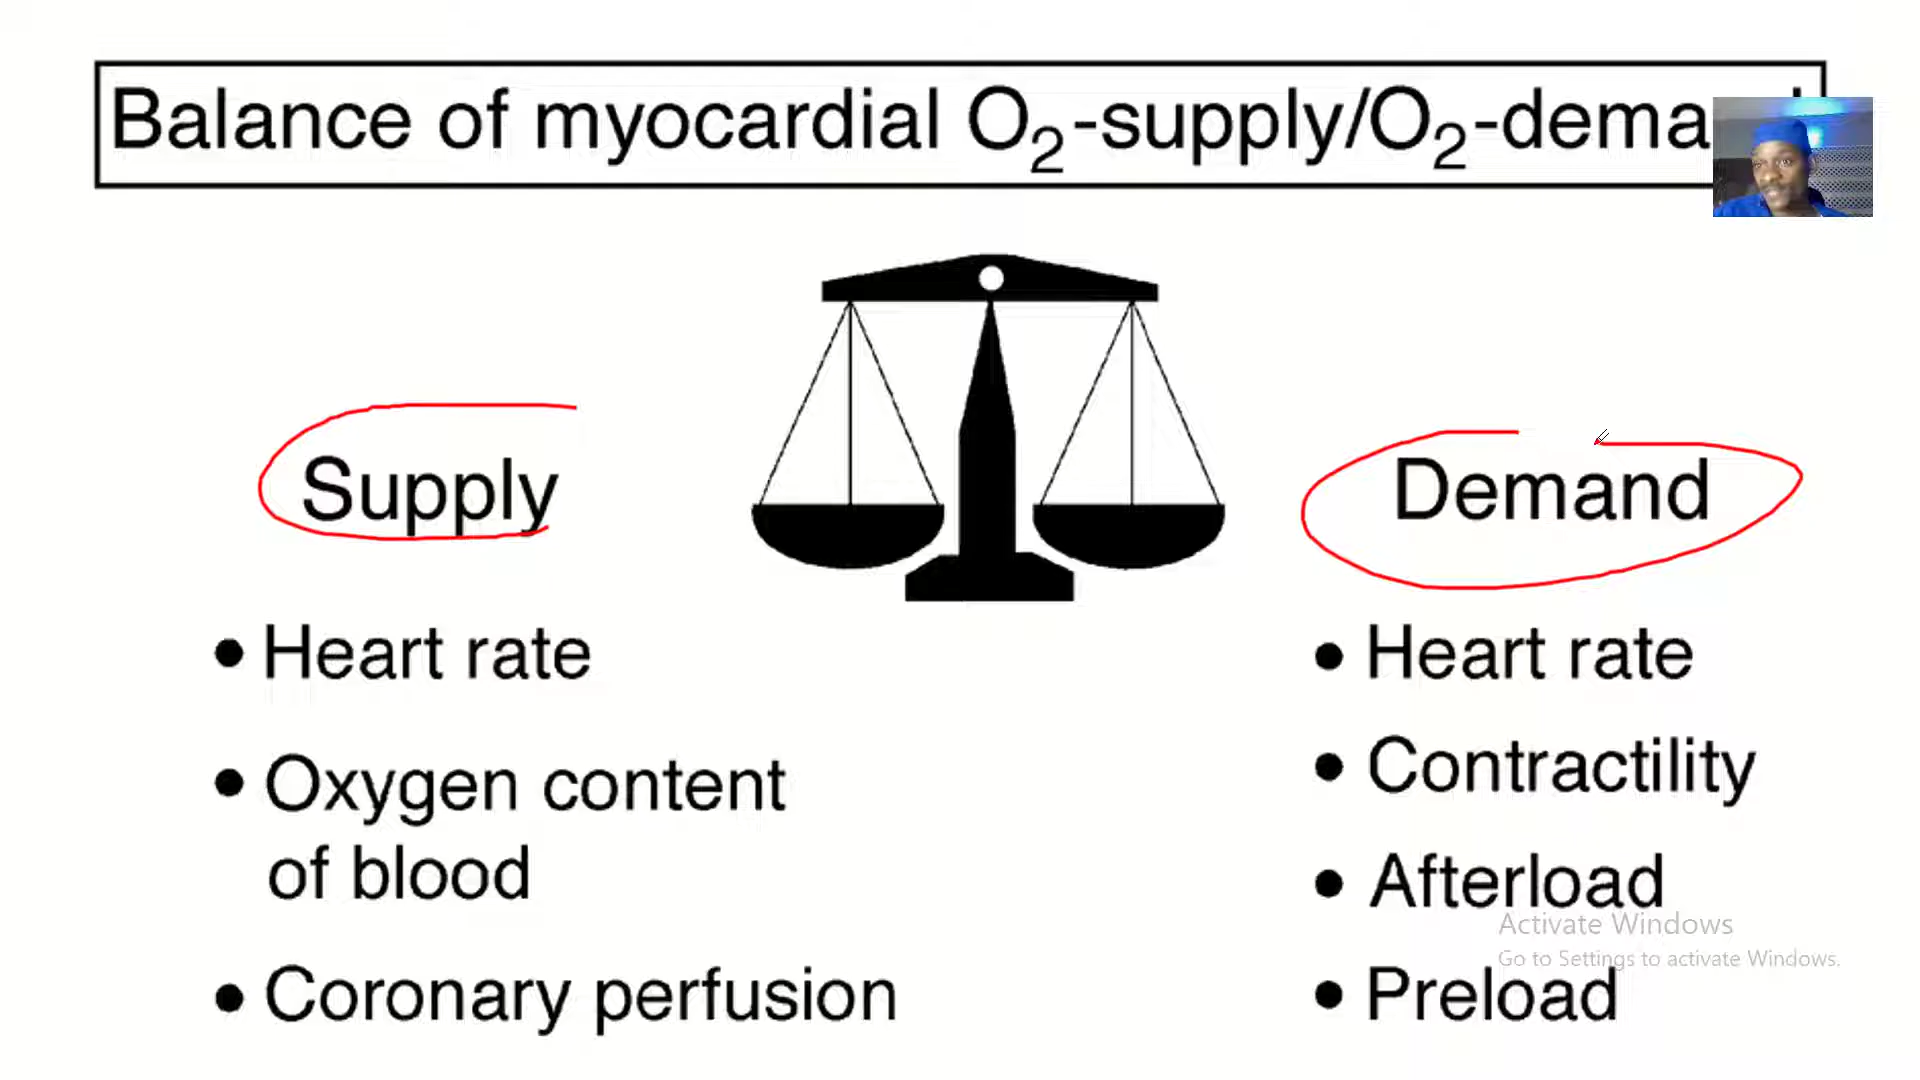 Balance of myocardial O₂-supply/O₂-dema
Supply
Demand
• Heart rate
• Oxygen content
of blood
• Coronary perfusion
• Heart rate
• Contractility
• Afterload
• Preload
Activate Windows
Go to Settings to activate Windows.